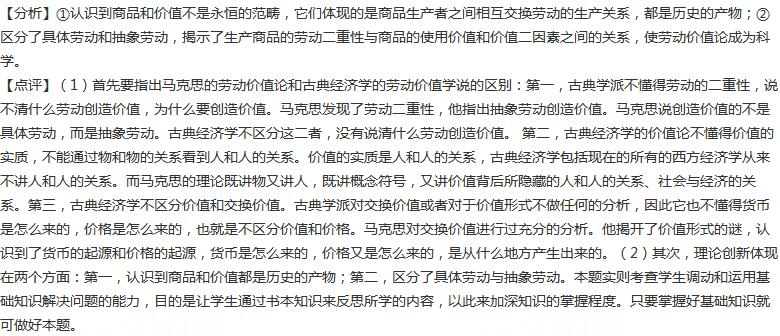 【分析】①认识到商品和价值不是永恒的范畴，它们体现的是商品生产者之间相互交换劳动的生产关系，都是历史的产物；②
区分了具体劳动和抽象劳动，揭示了生产商品的劳动二重性与商品的使用价值和价值二因素之间的关系，使劳动价值论成为科
学。
【点评】（1）首先要指出马克思的劳动价值论和古典经济学的劳动价值学说的区别：第一，古典学派不懂得劳动的二重性，说
不清什么劳动创造价值，为什么要创造价值。马克思发现了劳动二重性，他指出抽象劳动创造价值。马克思说创造价值的不是
具体劳动，而是抽象劳动。古典经济学不区分这二者，没有说清什么劳动创造价值。 第二，古典经济学的价值论不懂得价值的
实质，不能通过物和物的关系看到人和人的关系。价值的实质是人和人的关系，古典经济学包括现在的所有的西方经济学从来
不讲人和人的关系。而马克思的理论既讲物又讲人，既讲概念符号，又讲价值背后所隐藏的人和人的关系、社会与经济的关
系。第三，古典经济学不区分价值和交换价值。古典学派对交换价值或者对于价值形式不做任何的分析，因此它也不懂得货币
是怎么来的，价格是怎么来的，也就是不区分价值和价格。马克思对交换价值进行过充分的分析。他揭开了价值形式的谜，认
识到了货币的起源和价格的起源，货币是怎么来的，价格又是怎么来的，是从什么地方产生出来的。（2）其次，理论创新体现
在两个方面：第一，认识到商品和价值都是历史的产物；第二，区分了具体劳动与抽象劳动。本题实则考查学生调动和运用基
础知识解决问题的能力，目的是让学生通过书本知识来反思所学的内容，以此来加深知识的掌握程度。只要掌握好基础知识就
可做好本题。